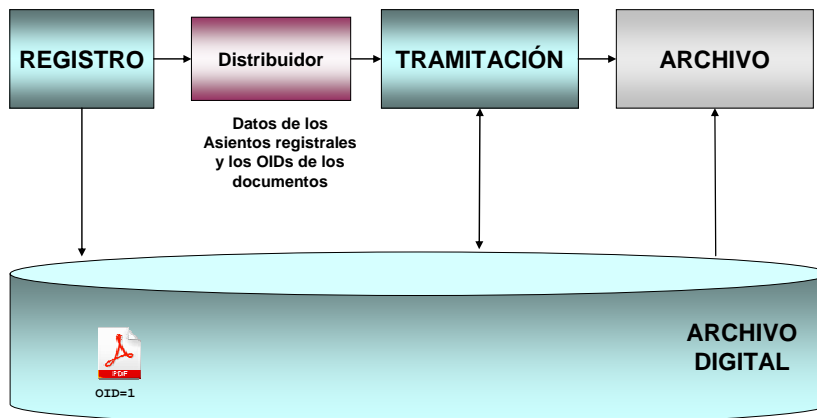 REGISTRO
Distribuidor
TRAMITACIÓN
ARCHIVO
Datos de los
Asientos registrales
y los OIDs de los
documentos
ARCHIVO
DIGITAL
PDF
OID=1